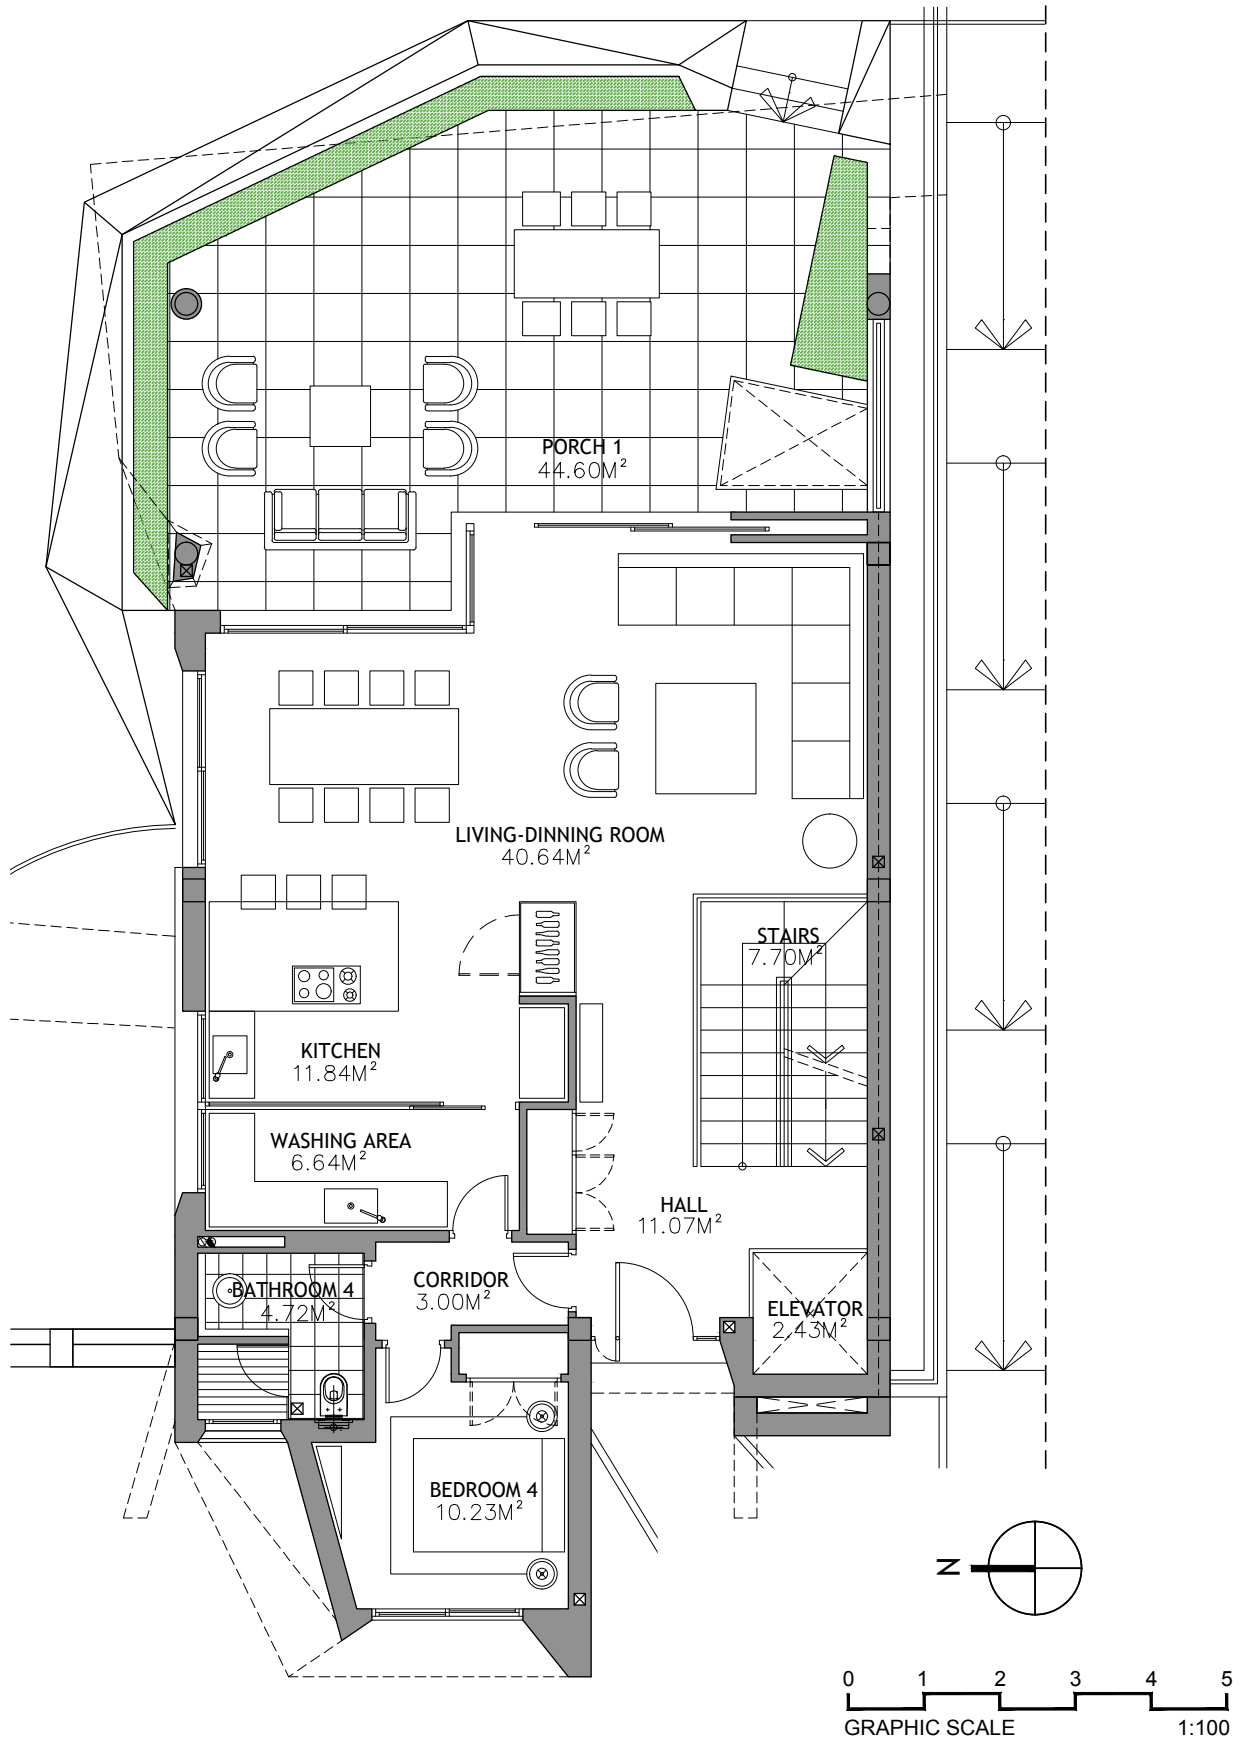 PORCH 1
44.60M²
LIVING-DINNING ROOM
40.64M²
STAIRS
7.70M²
KITCHEN
11.84M²
WASHING AREA
6.64M²
HALL
11.07M²
CORRIDOR
3.00M²
BATHROOM 4
4.72M²
ELEVATOR
2.43M²
BEDROOM 4
10.23M²
N
0 1 2 3 4 5
GRAPHIC SCALE 1:100